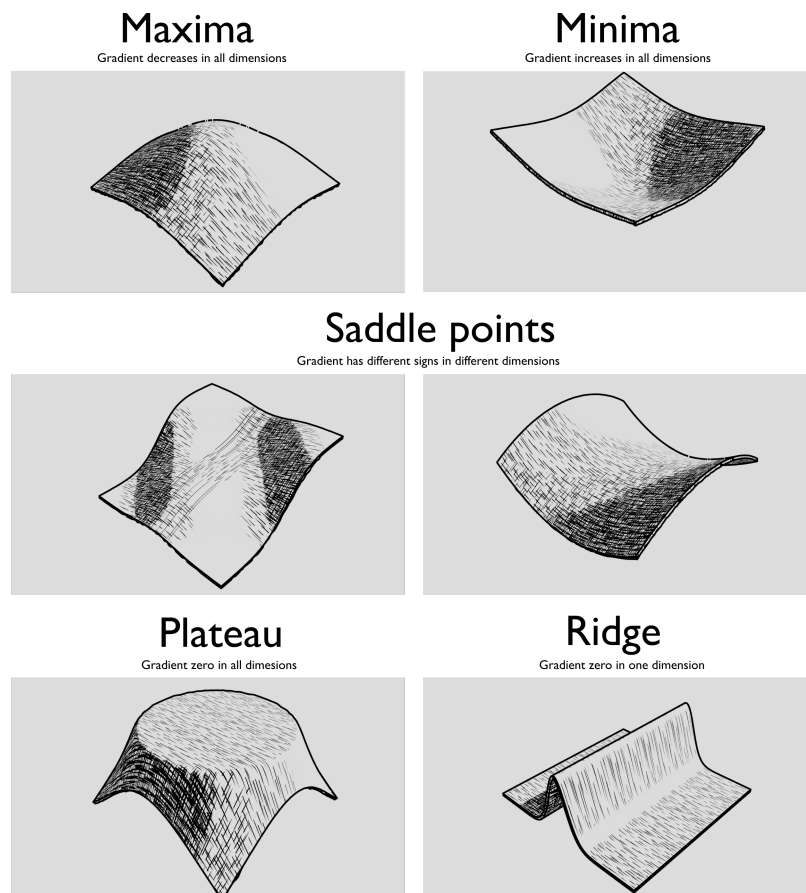 Maxima
Gradient decreases in all dimensions
Minima
Gradient increases in all dimensions
Saddle points
Gradient has different signs in different dimensions
Plateau
Gradient zero in all dimesions
Ridge
Gradient zero in one dimension